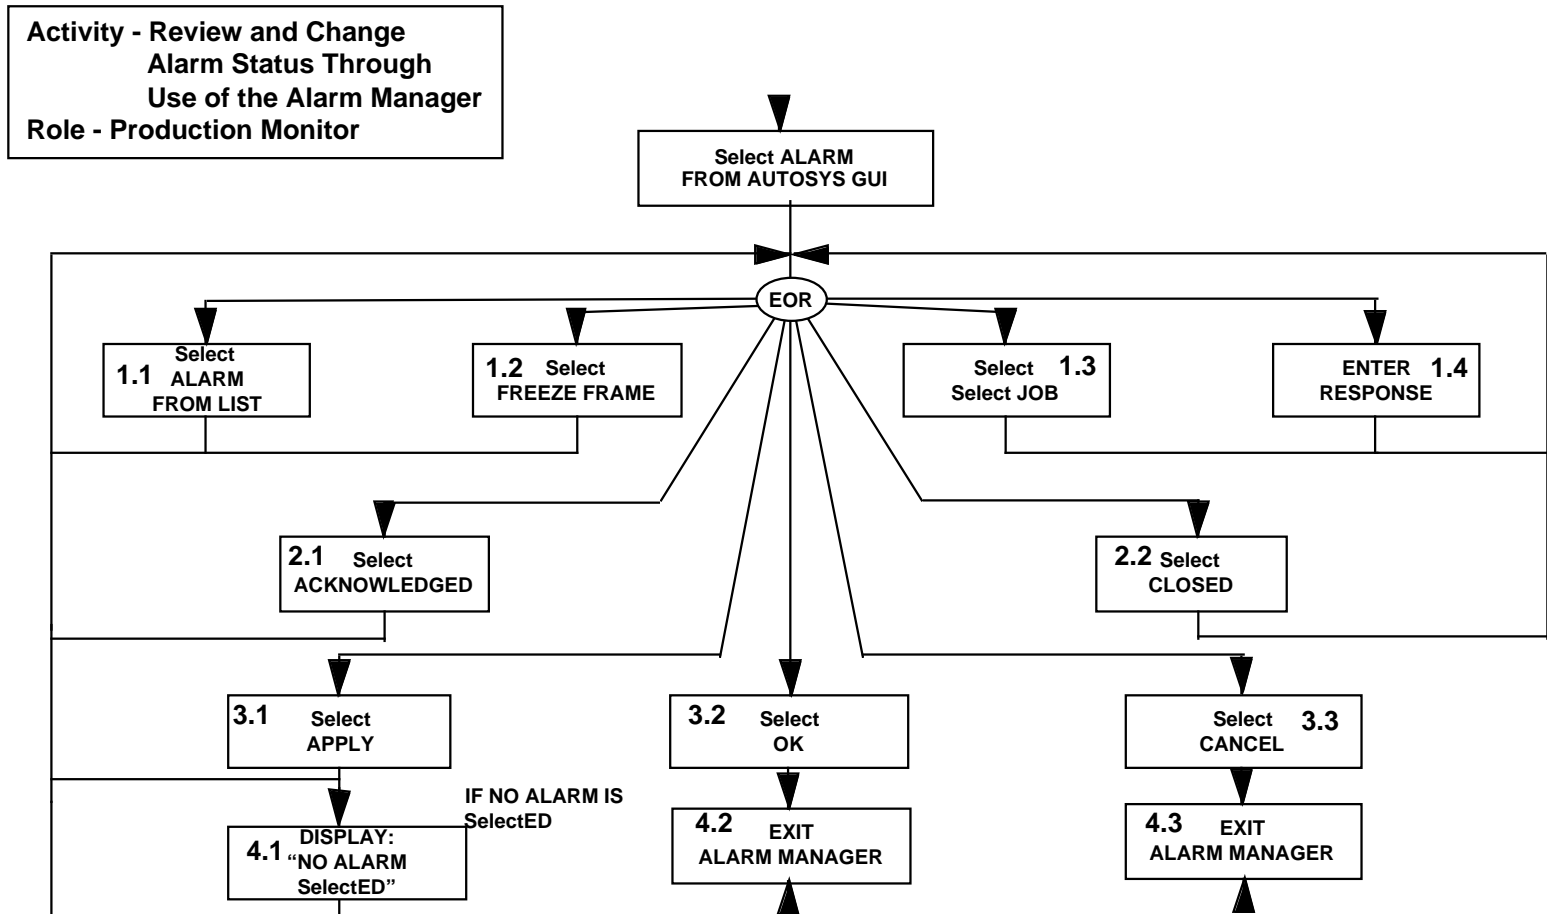 Activity - Review and Change
Alarm Status Through
Use of the Alarm Manager
Role - Production Monitor
Select ALARM
FROM AUTOSYS GUI
EOR
1.1 Select
ALARM
FROM LIST
1.2 Select
FREEZE FRAME
Select 1.3
Select JOB
ENTER 1.4
RESPONSE
2.1 Select
ACKNOWLEDGED
2.2 Select
CLOSED
3.1 Select
APPLY
3.2 Select
OK
Select 3.3
CANCEL
IF NO ALARM IS
SelectED
4.1 DISPLAY:
“NO ALARM
SelectED”
4.2 EXIT
ALARM MANAGER
4.3 EXIT
ALARM MANAGER